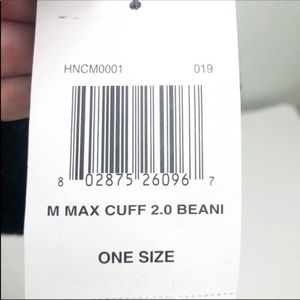 HNCM0001 019
8 02875 26096 7
M MAX CUFF 2.0 BEANI
ONE SIZE